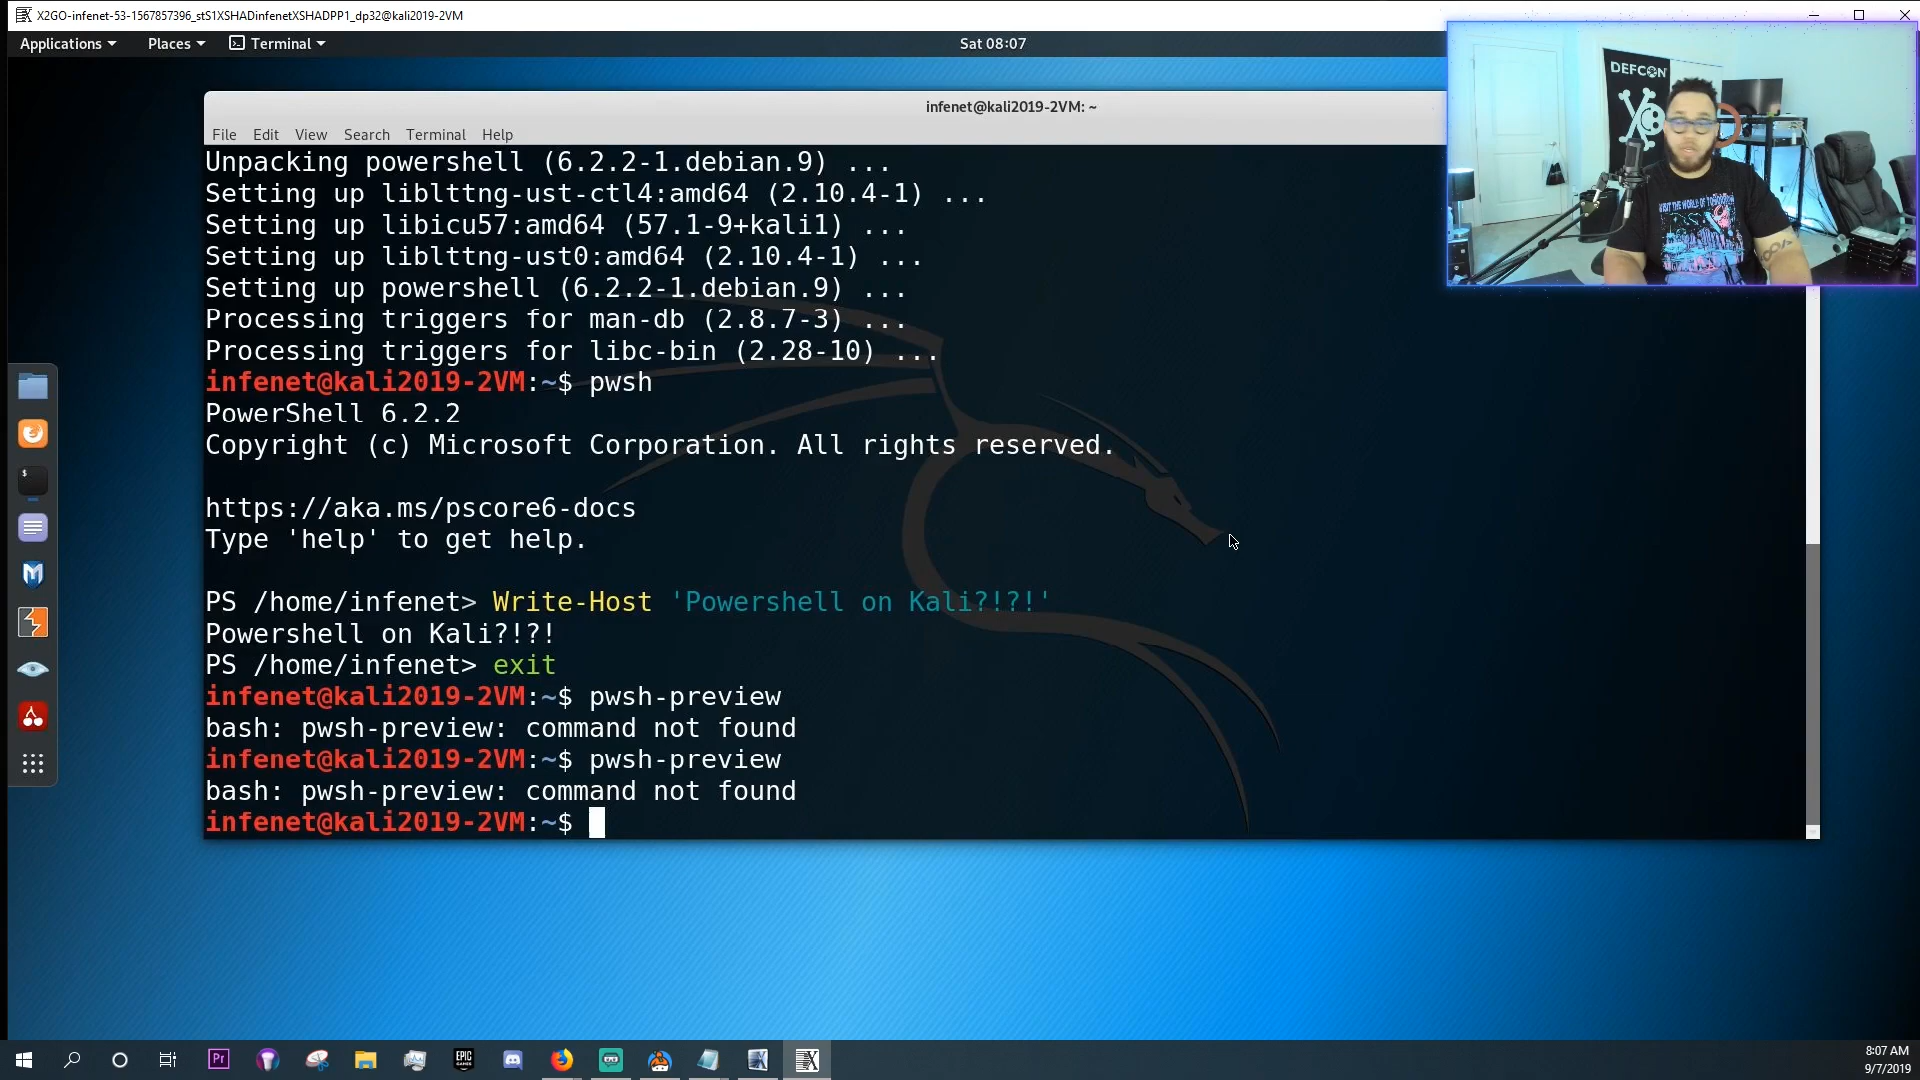 X2GO-infenet-53-1567857396_stS1XSHADinfenetXSHADPP1_dp32@kali2019-2VM
Applications Places Terminal Sat 08:07
DEFCON
infenet@kali2019-2VM: ~
File Edit View Search Terminal Help
Unpacking powershell (6.2.2-1.debian.9) ...
Setting up liblttng-ust-ctl4:amd64 (2.10.4-1) ...
Setting up libicu57:amd64 (57.1-9+kali1) ...
Setting up liblttng-ust0:amd64 (2.10.4-1) ...
Setting up powershell (6.2.2-1.debian.9) ...
Processing triggers for man-db (2.8.7-3) ...
Processing triggers for libc-bin (2.28-10) ...
infenet@kali2019-2VM:~$ pwsh
PowerShell 6.2.2
Copyright (c) Microsoft Corporation. All rights reserved.
https://aka.ms/pscore6-docs
Type 'help' to get help.
PS /home/infenet> Write-Host 'Powershell on Kali?!?!'
Powershell on Kali?!?!
PS /home/infenet> exit
infenet@kali2019-2VM:~$ pwsh-preview
bash: pwsh-preview: command not found
infenet@kali2019-2VM:~$ pwsh-preview
bash: pwsh-preview: command not found
infenet@kali2019-2VM:~$
Pr
EPIC
GAMES
8:07 AM
9/7/2019